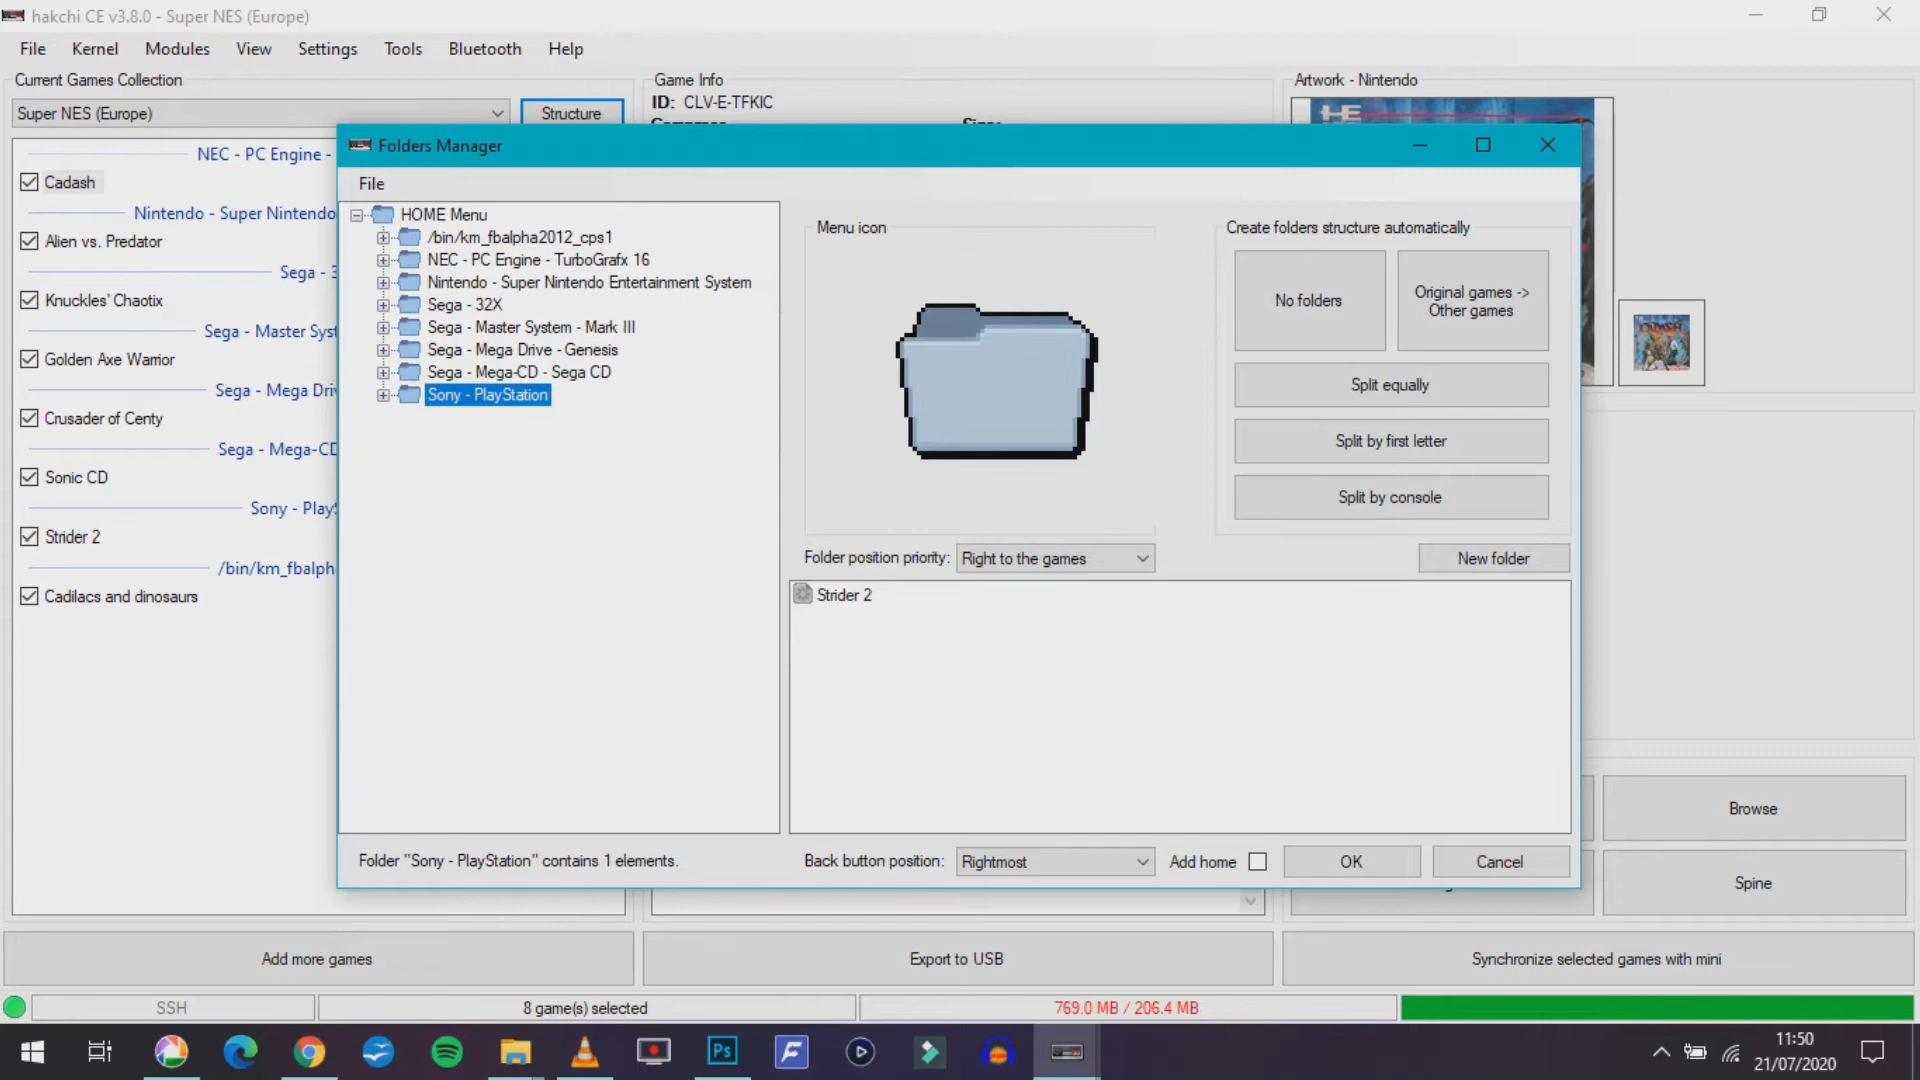 hakchi CE v3.8.0 - Super NES (Europe)
File Kernel Modules View Settings Tools Bluetooth Help
Current Games Collection
Super NES (Europe)
Structure
NEC - PC Engine -
Cadash
Nintendo - Super Nintendo
Alien vs. Predator
Sega - 3
Knuckles' Chaotix
Sega - Master Syst
Golden Axe Warrior
Sega - Mega Driv
Crusader of Centy
Sega - Mega-CD
Sonic CD
Sony - Plays
Strider 2
/bin/km_fbalpha
Cadilacs and dinosaurs
Game Info
ID: CLV-E-TFKIC
Artwork - Nintendo
Folders Manager
File
HOME Menu
/bin/km_fbalpha2012_cps1
NEC - PC Engine - TurboGrafx 16
Nintendo - Super Nintendo Entertainment System
Sega - 32X
Sega - Master System - Mark III
Sega - Mega Drive - Genesis
Sega - Mega-CD - Sega CD
Sony - PlayStation
Menu icon
Create folders structure automatically
No folders
Original games ->
Other games
Split equally
Split by first letter
Split by console
Folder position priority:
Right to the games
New folder
Strider 2
Folder "Sony - PlayStation" contains 1 elements.
Back button position:
Rightmost
Add home
OK
Cancel
CADASH
Browse
Spine
Add more games
Export to USB
Synchronize selected games with mini
SSH
8 game(s) selected
769.0 MB / 206.4 MB
Ps
11:50
21/07/2020